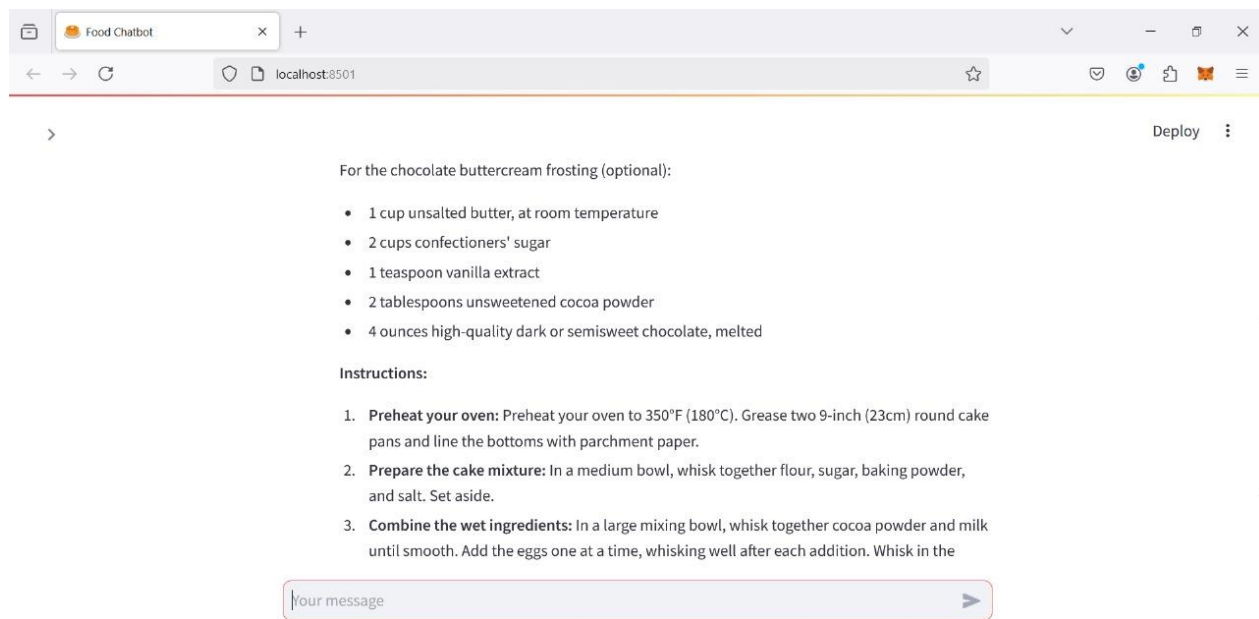 Food Chatbot
localhost:8501
Deploy
For the chocolate buttercream frosting (optional):
• 1 cup unsalted butter, at room temperature
• 2 cups confectioners' sugar
• 1 teaspoon vanilla extract
• 2 tablespoons unsweetened cocoa powder
• 4 ounces high-quality dark or semisweet chocolate, melted
Instructions:
1. Preheat your oven: Preheat your oven to 350°F (180°C). Grease two 9-inch (23cm) round cake
pans and line the bottoms with parchment paper.
2. Prepare the cake mixture: In a medium bowl, whisk together flour, sugar, baking powder,
and salt. Set aside.
3. Combine the wet ingredients: In a large mixing bowl, whisk together cocoa powder and milk
until smooth. Add the eggs one at a time, whisking well after each addition. Whisk in the
Your message